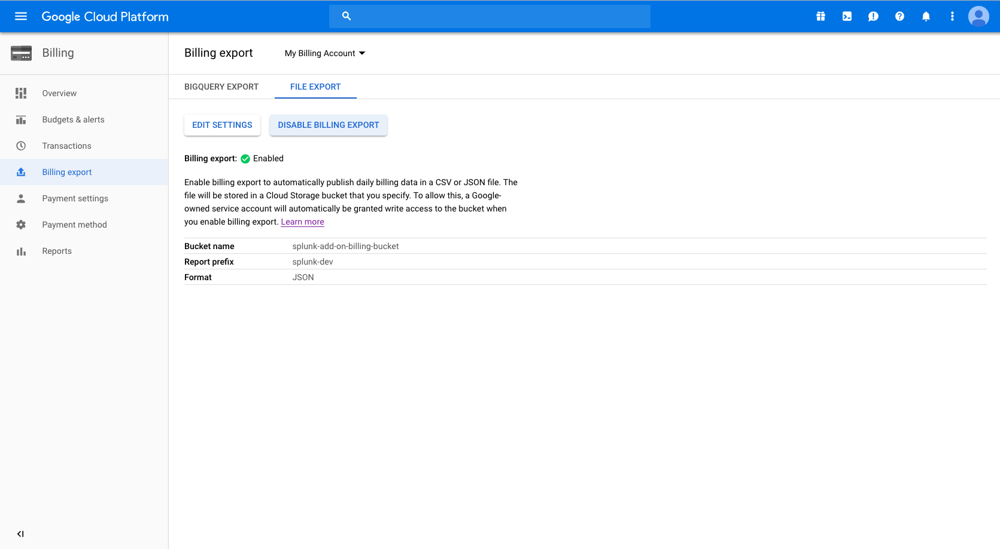 Google Cloud Platform
Billing
Overview
Budgets & alerts
Transactions
Billing export
Payment settings
Payment method
Reports
Billing export
My Billing Account
BIGQUERY EXPORT
FILE EXPORT
EDIT SETTINGS
DISABLE BILLING EXPORT
Billing export: Enabled
Enable billing export to automatically publish daily billing data in a CSV or JSON file. The
file will be stored in a Cloud Storage bucket that you specify. To allow this, a Google-
owned service account will automatically be granted write access to the bucket when
you enable billing export. Learn more
Bucket name splunk-add-on-billing-bucket
Report prefix splunk-dev
Format JSON